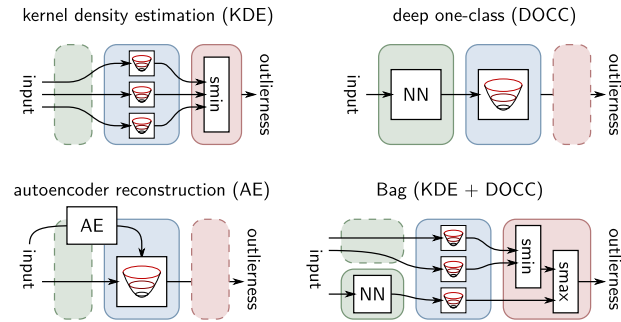 kernel density estimation (KDE)
input
smin
outlierness
deep one-class (DOCC)
input
NN
outlierness
autoencoder reconstruction (AE)
AE
input
outlierness
Bag (KDE + DOCC)
input
NN
smin
smax
outlierness